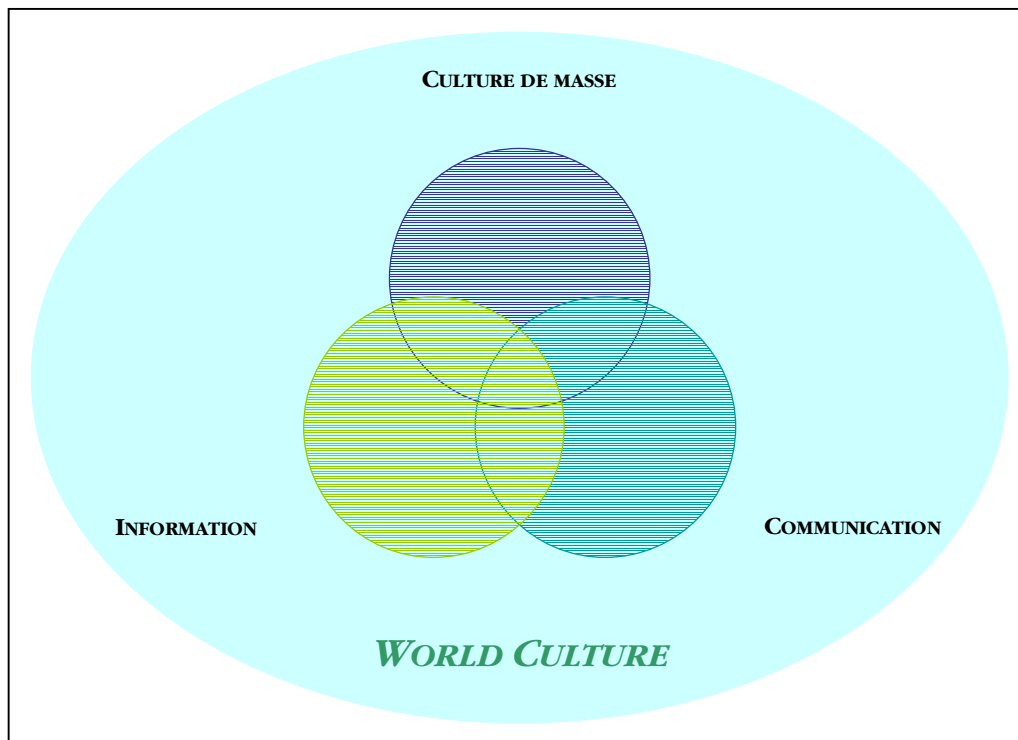 CULTURE DE MASSE
INFORMATION
COMMUNICATION
WORLD CULTURE